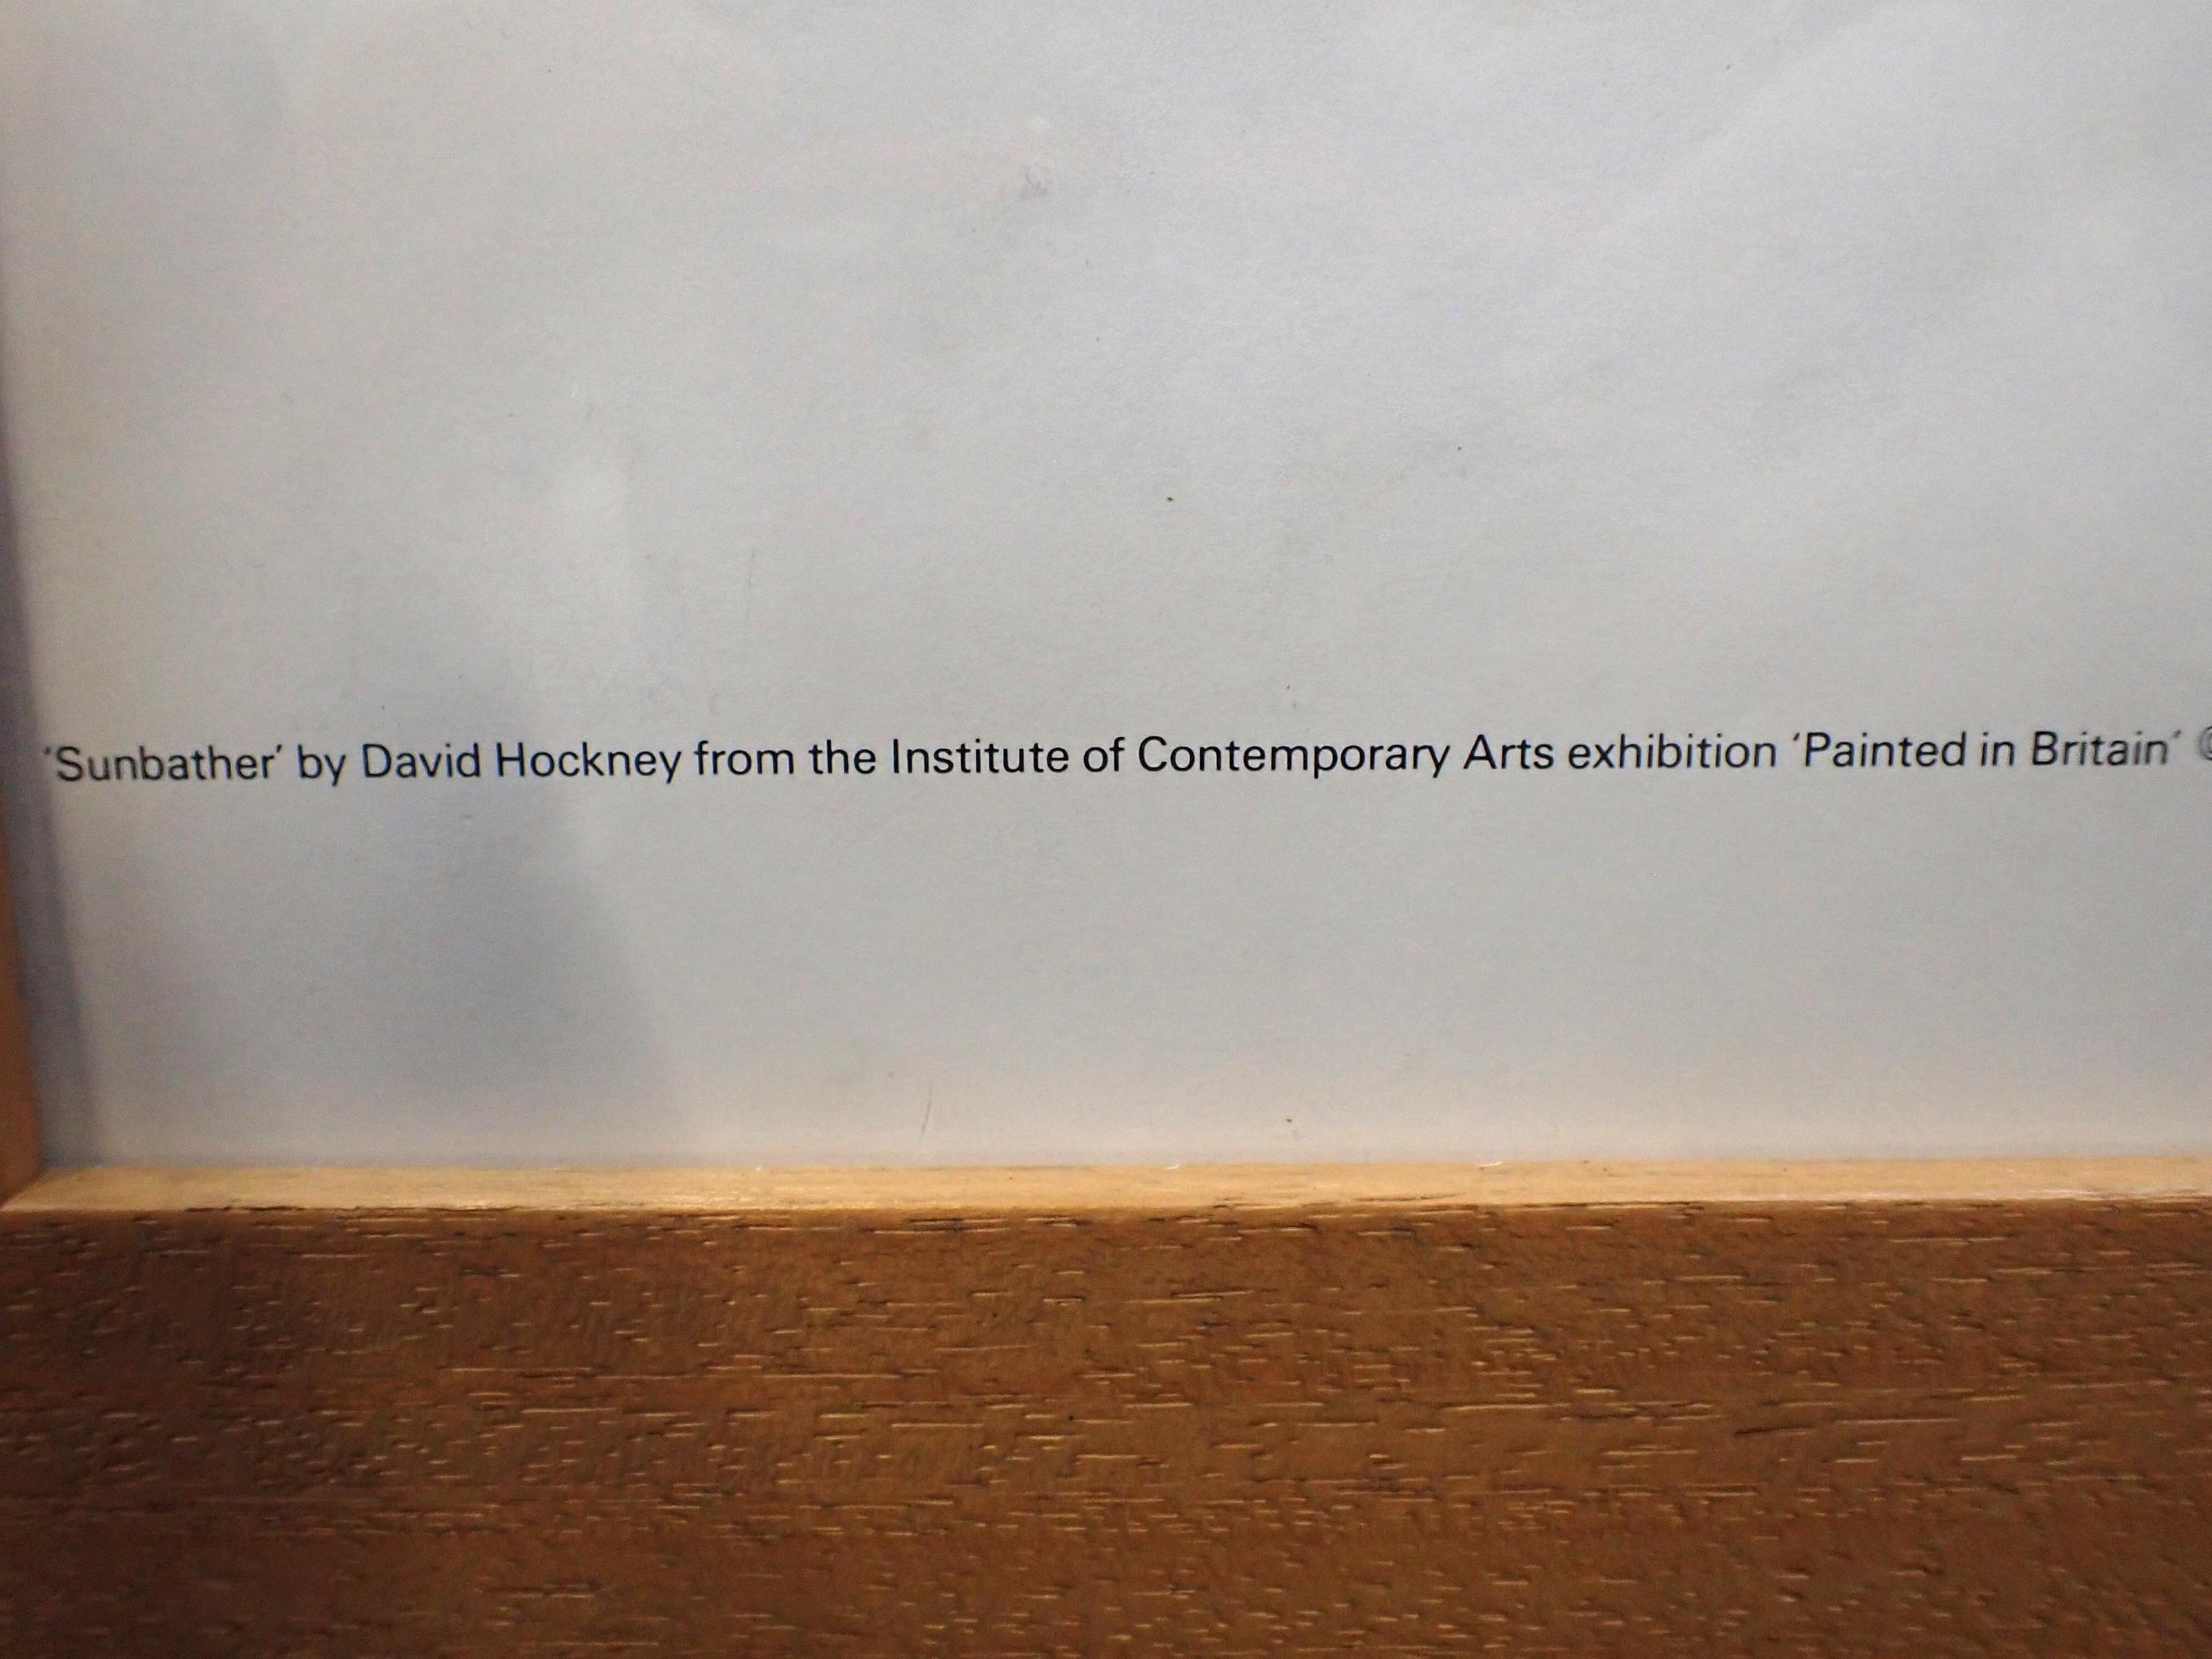 ‘Sunbather’ by David Hockney from the Institute of Contemporary Arts exhibition ‘Painted in Britain’ ©